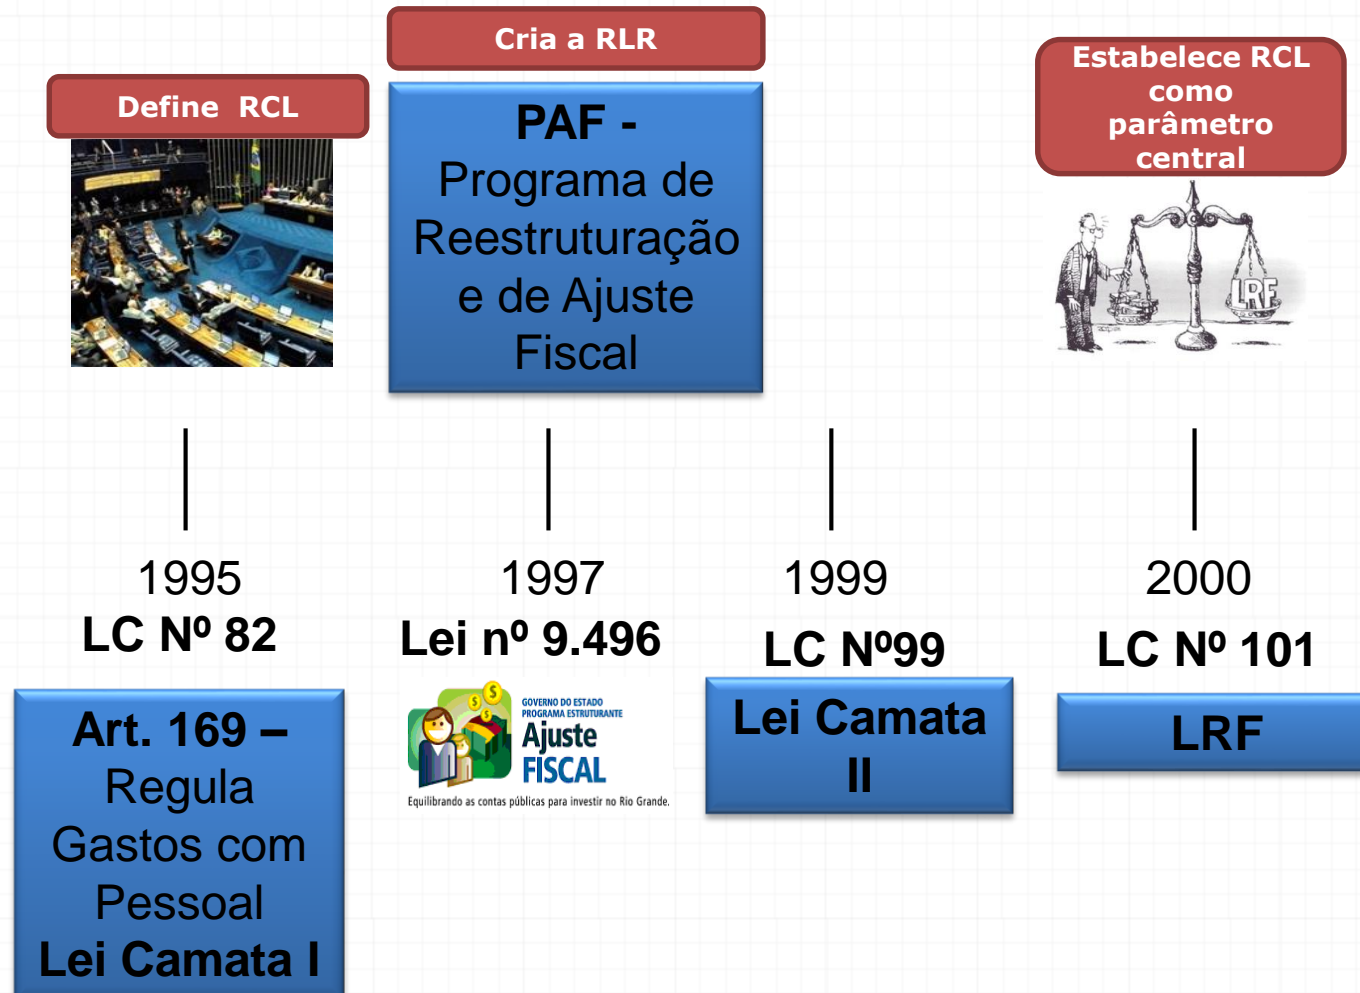 Define RCL
Cria a RLR
PAF -
Programa de
Reestruturação
e de Ajuste
Fiscal
Estabelece RCL
como
parâmetro
central
LRF
1995
LC Nº 82
Art. 169 –
Regula
Gastos com
Pessoal
Lei Camata I
1997
Lei nº 9.496
GOVERNO DO ESTADO
PROGRAMA ESTRUTURANTE
Ajuste
FISCAL
Equilibrando as contas públicas para investir no Rio Grande.
1999
LC Nº99
Lei Camata
II
2000
LC Nº 101
LRF